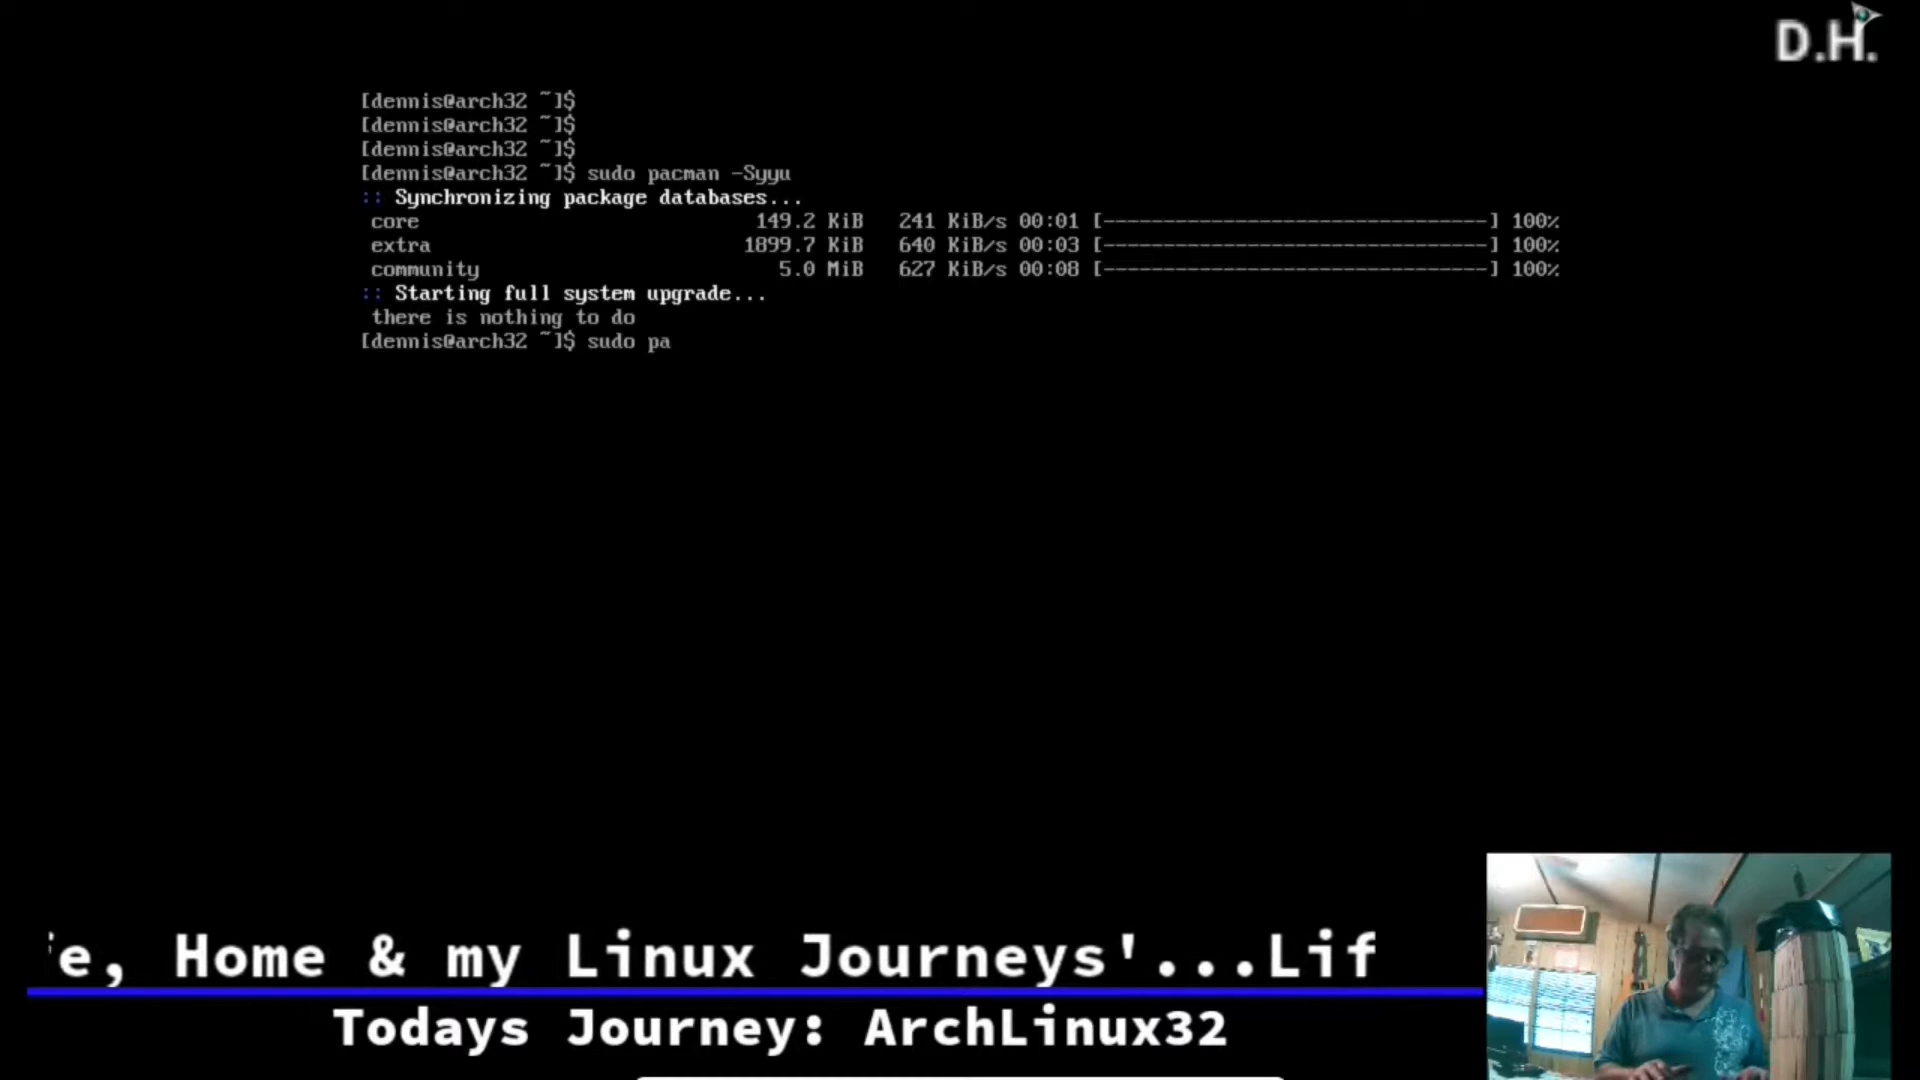 D.H.
[dennis@arch32 ~]$
[dennis@arch32 ~]$
[dennis@arch32 ~]$
[dennis@arch32 ~]$ sudo pacman -Syyu
:: Synchronizing package databases...
core 149.2 KiB 241 KiB/s 00:01 [--------------------------------] 100%
extra 1899.7 KiB 640 KiB/s 00:03 [--------------------------------] 100%
community 5.0 MiB 627 KiB/s 00:08 [--------------------------------] 100%
:: Starting full system upgrade...
there is nothing to do
[dennis@arch32 ~]$ sudo pa
e, Home & my Linux Journeys'...Lif
Todays Journey: ArchLinux32